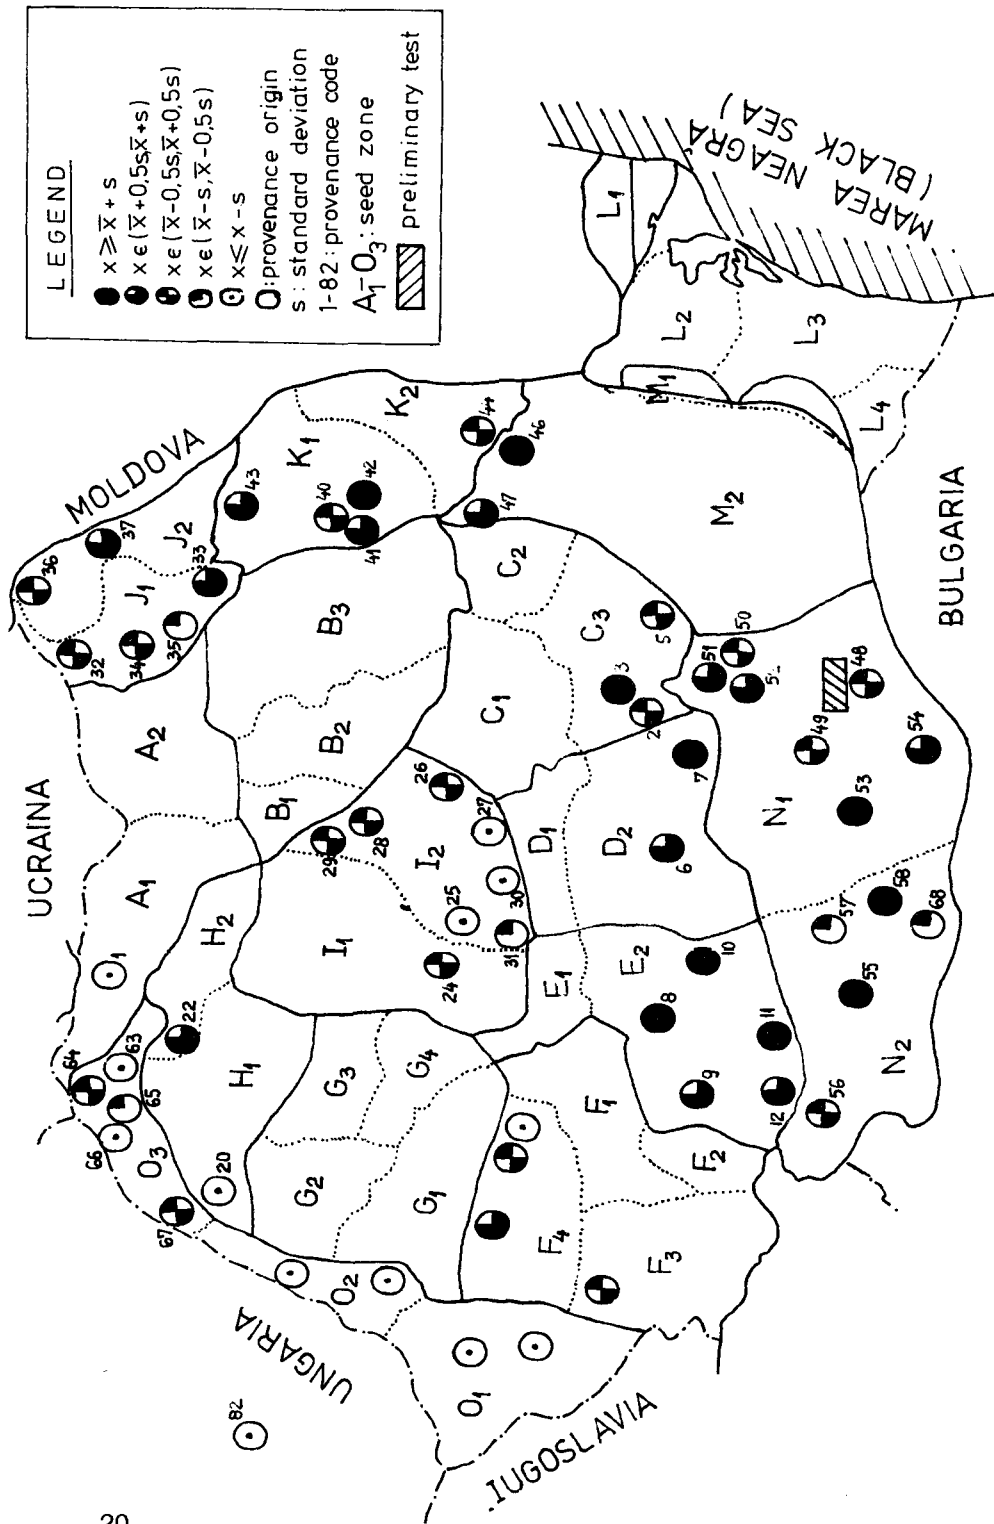 LEGEND
x ⩾ x̄ + s
x ε (x̄+0,5s,x̄+s)
x ε (x̄-0,5s,x̄+0,5s)
x ε (x̄-s,x̄-0,5s)
x ⩽ x - s
O:provenance origin
s : standard deviation
1-82: provenance code
A1-O3: seed zone
preliminary test
UCRAINA
MOLDOVA
MAREA NEAGRA
(BLACK SEA)
BULGARIA
IUGOSLAVIA
UNGARIA
A1
A2
B1
B2
B3
C1
C2
C3
D1
D2
E1
E2
F1
F2
F3
F4
G1
G2
G3
G4
H1
H2
I1
I2
J1
J2
K1
K2
L1
L2
L3
L4
M1
M2
N1
N2
O1
O2
O3
1
2
3
5
6
7
8
9
10
11
12
20
22
24
25
26
27
28
29
30
31
32
33
34
35
36
37
40
41
42
43
44
46
47
48
49
50
51
53
54
55
56
57
58
68
63
64
65
66
67
82
20